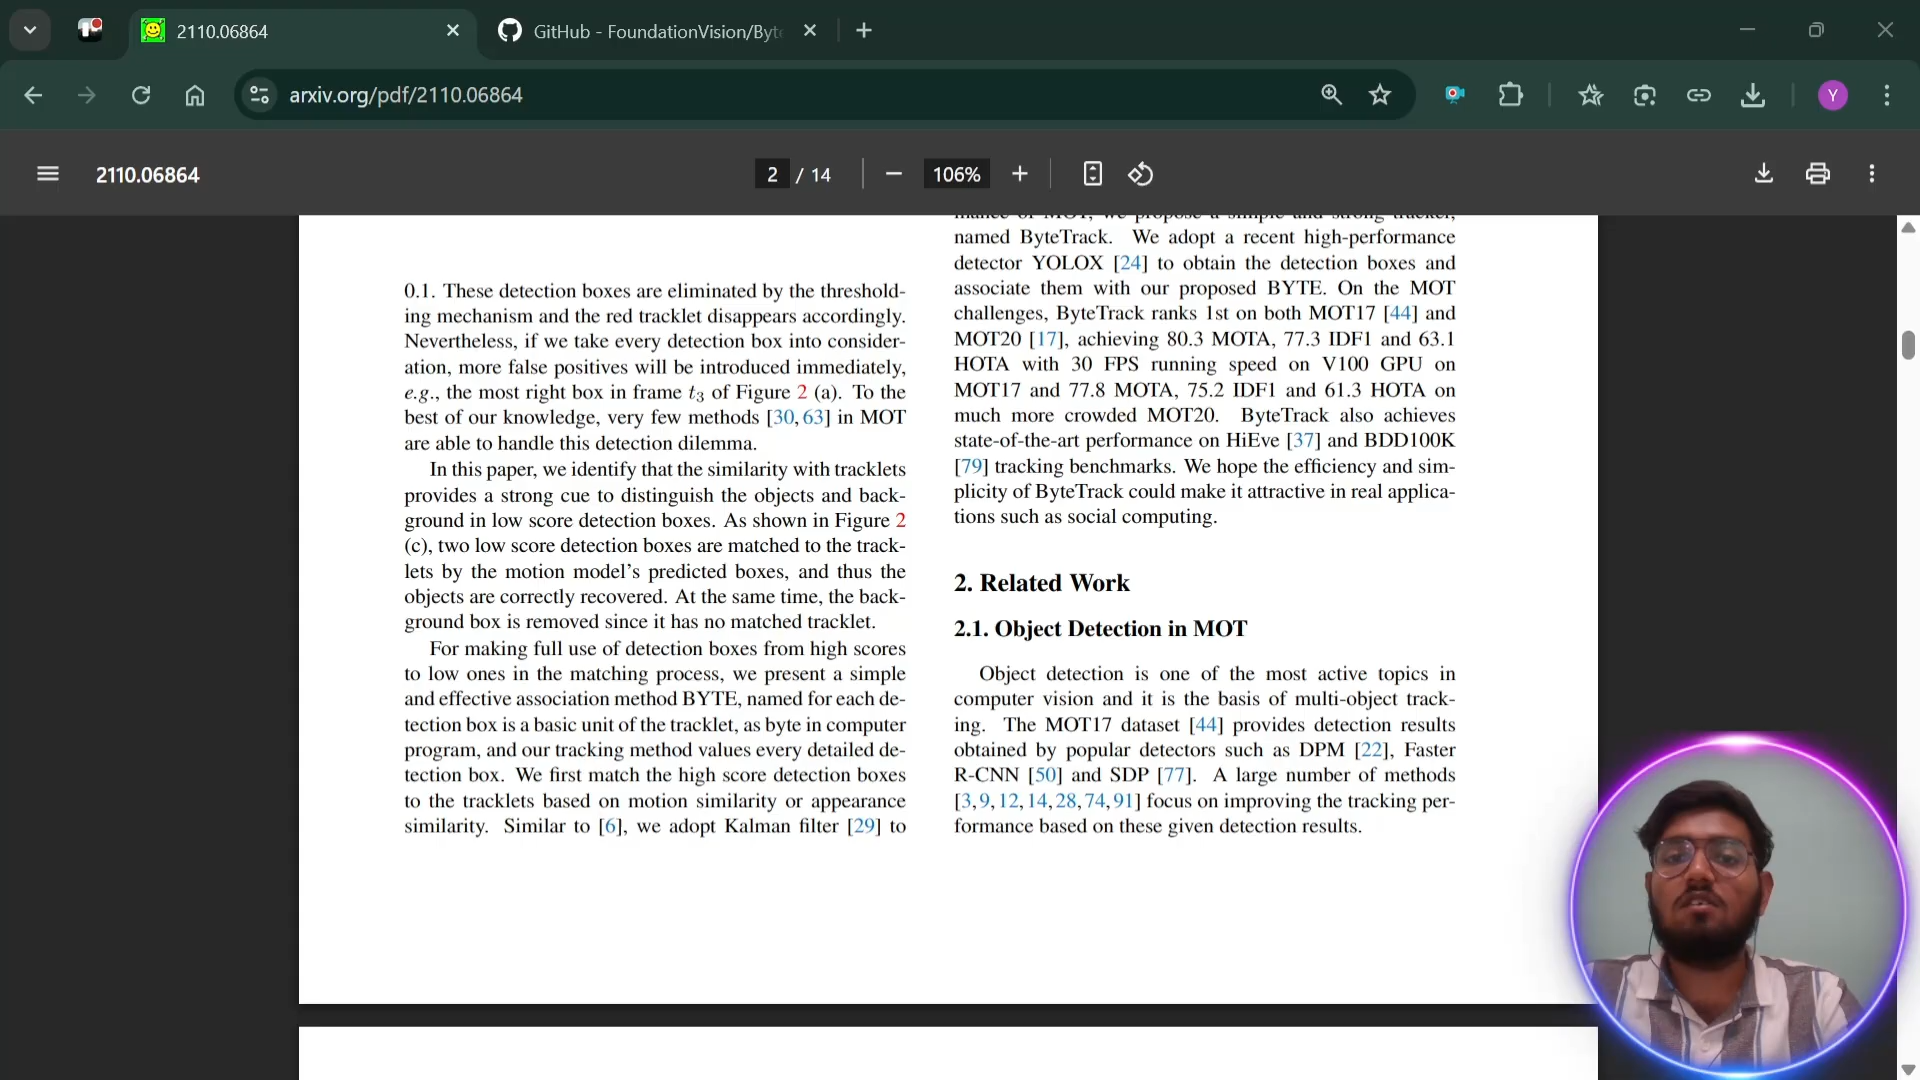 2110.06864
GitHub - FoundationVision/Byt
arxiv.org/pdf/2110.06864
Y
2110.06864
2 / 14
106%
0.1. These detection boxes are eliminated by the threshold-
ing mechanism and the red tracklet disappears accordingly.
Nevertheless, if we take every detection box into consider-
ation, more false positives will be introduced immediately,
e.g., the most right box in frame t3 of Figure 2 (a). To the
best of our knowledge, very few methods [30,63] in MOT
are able to handle this detection dilemma.
In this paper, we identify that the similarity with tracklets
provides a strong cue to distinguish the objects and back-
ground in low score detection boxes. As shown in Figure 2
(c), two low score detection boxes are matched to the track-
lets by the motion model's predicted boxes, and thus the
objects are correctly recovered. At the same time, the back-
ground box is removed since it has no matched tracklet.
For making full use of detection boxes from high scores
to low ones in the matching process, we present a simple
and effective association method BYTE, named for each de-
tection box is a basic unit of the tracklet, as byte in computer
program, and our tracking method values every detailed de-
tection box. We first match the high score detection boxes
to the tracklets based on motion similarity or appearance
similarity. Similar to [6], we adopt Kalman filter [29] to
mance of MOT, we propose a simple and strong tracker,
named ByteTrack. We adopt a recent high-performance
detector YOLOX [24] to obtain the detection boxes and
associate them with our proposed BYTE. On the MOT
challenges, ByteTrack ranks 1st on both MOT17 [44] and
MOT20 [17], achieving 80.3 MOTA, 77.3 IDF1 and 63.1
HOTA with 30 FPS running speed on V100 GPU on
MOT17 and 77.8 MOTA, 75.2 IDF1 and 61.3 HOTA on
much more crowded MOT20. ByteTrack also achieves
state-of-the-art performance on HiEve [37] and BDD100K
[79] tracking benchmarks. We hope the efficiency and sim-
plicity of ByteTrack could make it attractive in real applica-
tions such as social computing.
2. Related Work
2.1. Object Detection in MOT
Object detection is one of the most active topics in
computer vision and it is the basis of multi-object track-
ing. The MOT17 dataset [44] provides detection results
obtained by popular detectors such as DPM [22], Faster
R-CNN [50] and SDP [77]. A large number of methods
[3,9,12,14,28,74,91] focus on improving the tracking per-
formance based on these given detection results.